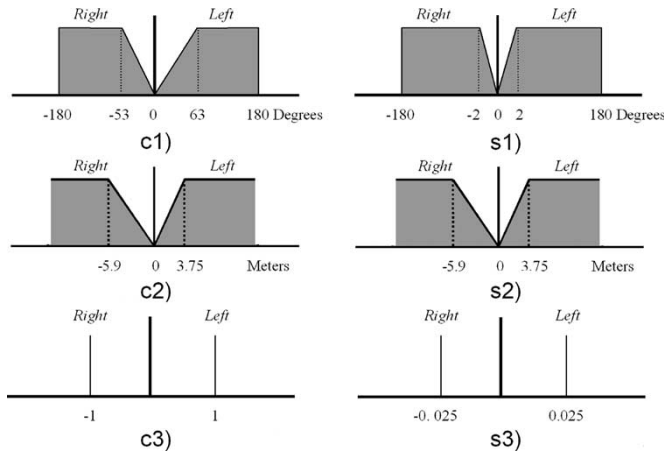 Right Left
-180 -53 0 63 180 Degrees
c1)
Right Left
-180 -2 0 2 180 Degrees
s1)
Right Left
-5.9 0 3.75 Meters
c2)
Right Left
-5.9 0 3.75 Meters
s2)
Right Left
-1 1
c3)
Right Left
-0.025 0.025
s3)